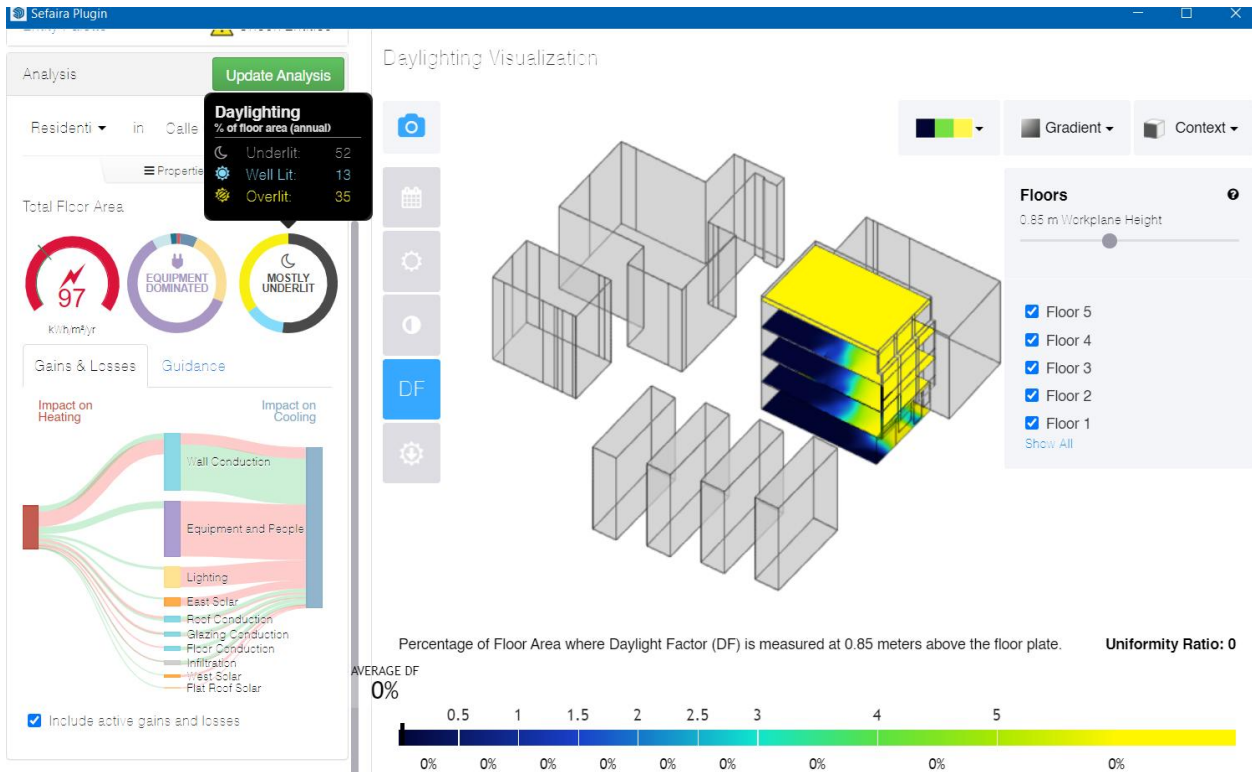 Sefaira Plugin
Analysis
Update Analysis
Daylighting
% of floor area (annual)
Underlit: 52
Well Lit: 13
Overlit: 35
Residenti in Calle
Propertie
Total Floor Area
97
kWh/m²/yr
EQUIPMENT
DOMINATED
MOSTLY
UNDERLIT
Gains & Losses
Guidance
Impact on
Heating
Impact on
Cooling
Wall Conduction
Equipment and People
Lighting
East Solar
Roof Conduction
Glazing Conduction
Floor Conduction
Infiltration
West Solar
Flat Roof Solar
Include active gains and losses
Daylighting Visualization
DF
Gradient
Context
Floors
0.85 m Workplane Height
Floor 5
Floor 4
Floor 3
Floor 2
Floor 1
Show All
Percentage of Floor Area where Daylight Factor (DF) is measured at 0.85 meters above the floor plate.
Uniformity Ratio: 0
AVERAGE DF
0%
0.5 1 1.5 2 2.5 3 4 5
0% 0% 0% 0% 0% 0% 0% 0% 0%